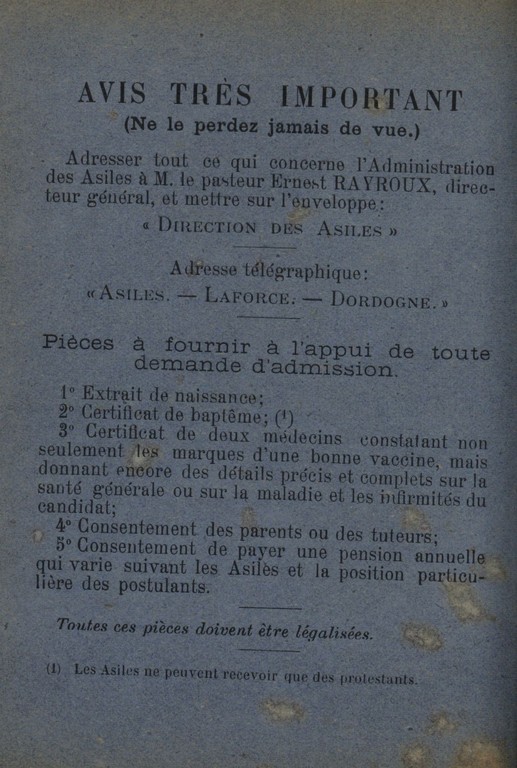 AVIS TRÈS IMPORTANT
(Ne le perdez jamais de vue.)
Adresser tout ce qui concerne l'Administration
des Asiles à M. le pasteur Ernest RAYROUX, direc-
teur général, et mettre sur l'enveloppe:
« DIRECTION DES ASILES »
Adresse télégraphique:
« ASILES. — LAFORCE. — DORDOGNE. »
Pièces à fournir à l'appui de toute
demande d'admission.
1º Extrait de naissance;
2º Certificat de baptême; (¹)
3º Certificat de deux médecins constatant non
seulement les marques d'une bonne vaccine, mais
donnant encore des détails précis et complets sur la
santé générale ou sur la maladie et les infirmités du
candidat;
4º Consentement des parents ou des tuteurs;
5º Consentement de payer une pension annuelle
qui varie suivant les Asiles et la position particu-
lière des postulants.
Toutes ces pièces doivent être légalisées.
(1) Les Asiles ne peuvent recevoir que des protestants.